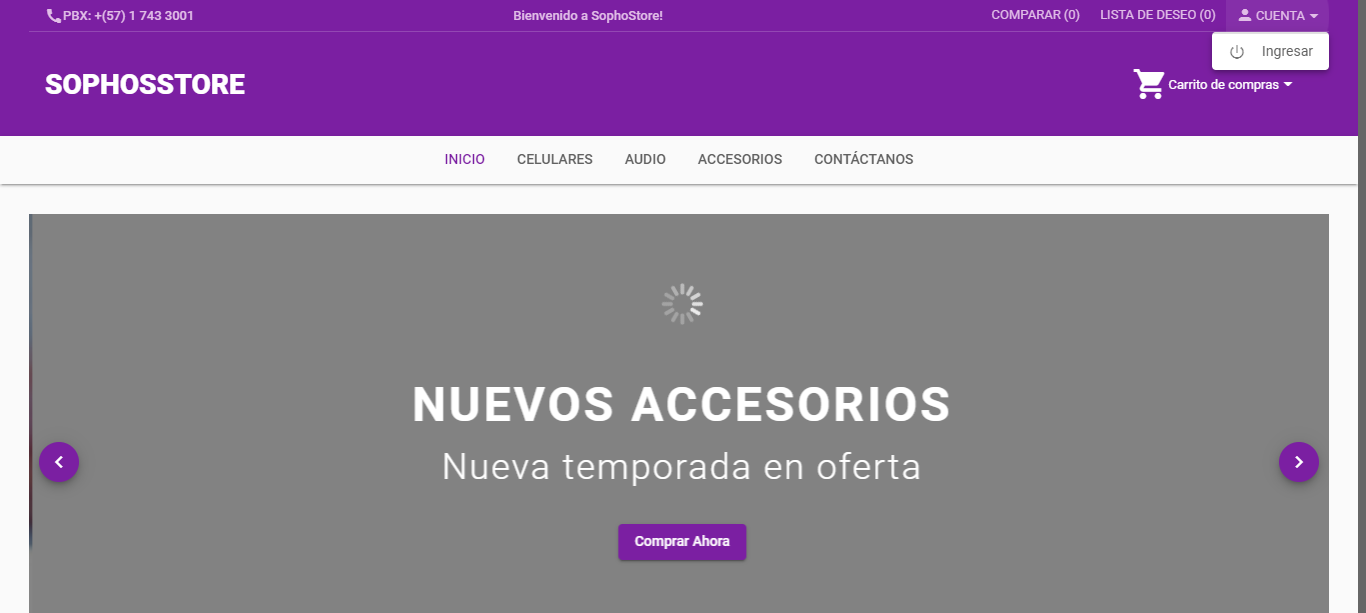 PBX: +(57) 1 743 3001
Bienvenido a SophoStore!
COMPARAR (0)
LISTA DE DESEO (0)
CUENTA
Ingresar
SOPHOSSTORE
Carrito de compras
INICIO
CELULARES
AUDIO
ACCESORIOS
CONTÁCTANOS
NUEVOS ACCESORIOS
Nueva temporada en oferta
Comprar Ahora